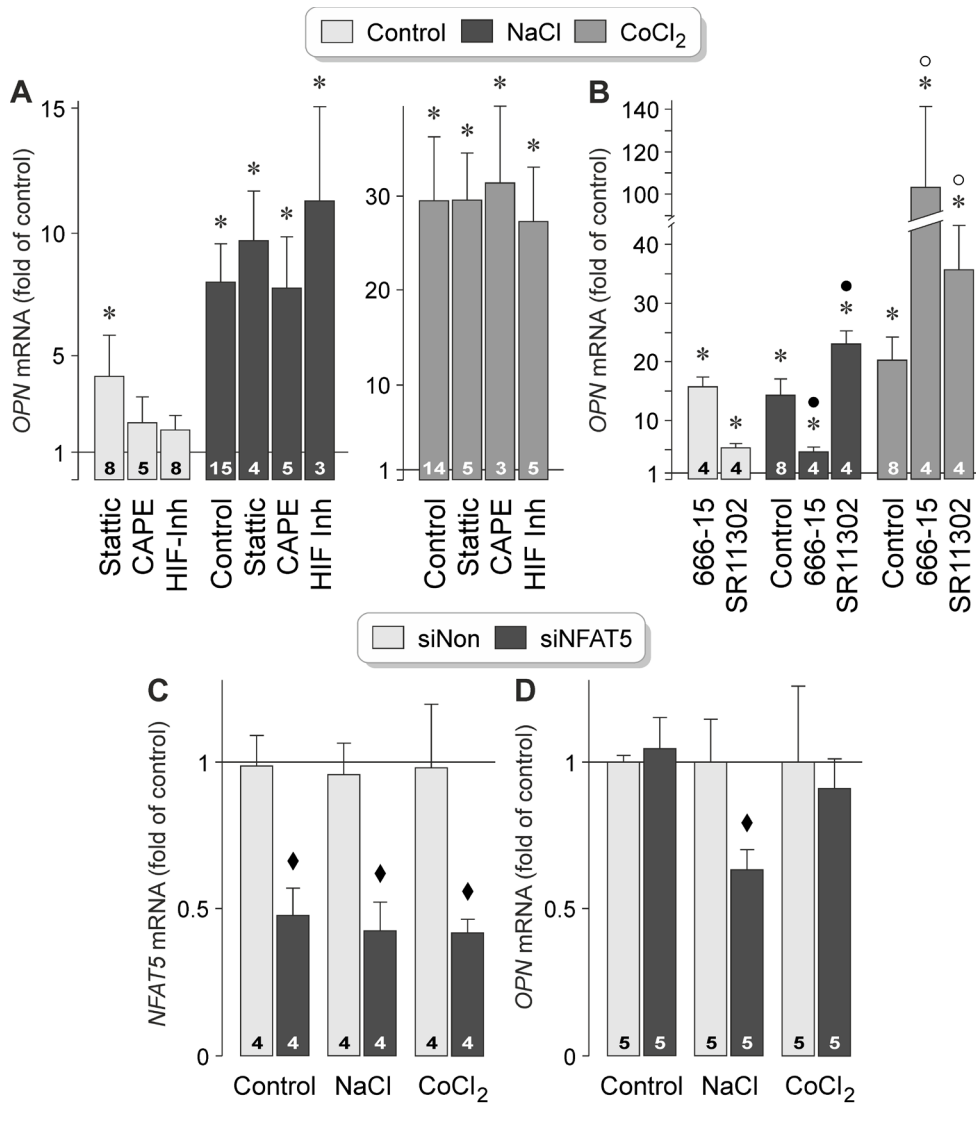 Control NaCl CoCl2
A
OPN mRNA (fold of control)
15
10
5
1
* * * * *
8 5 8 15 4 5 3
Stattic CAPE HIF-Inh Control Stattic CAPE HIF Inh
30
20
10
1
* * * *
14 5 3 5
Control Stattic CAPE HIF Inh
B
OPN mRNA (fold of control)
140
120
100
40
30
20
10
1
* * * * * * * *
4 4 8 4 4 8 4 4
666-15 SR11302 Control 666-15 SR11302 Control 666-15 SR11302
siNon siNFAT5
C
NFAT5 mRNA (fold of control)
1
0.5
0
4 4 4 4 4 4
Control NaCl CoCl2
D
OPN mRNA (fold of control)
1
0.5
0
5 5 5 5 5 5
Control NaCl CoCl2